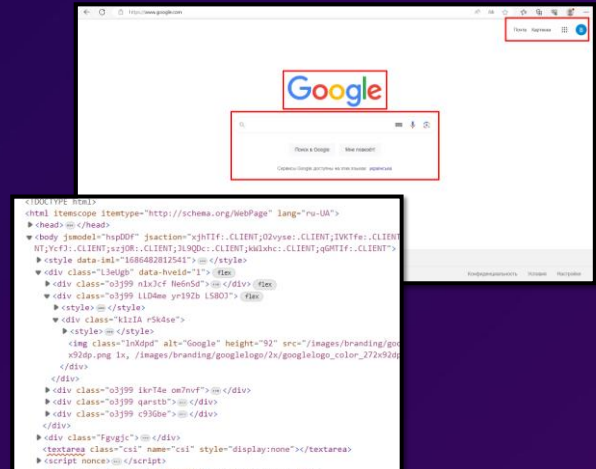 https://www.google.com
Почта Картинки
Google
Поиск в Google Мне повезёт!
Сервисы Google доступны на этих языках: українська
Конфиденциальность Условия Настройки
<!DOCTYPE html>
<html itemscope itemtype="http://schema.org/WebPage" lang="ru-UA">
<head></head>
<body jsmodel="hspDDf" jsaction="xjhTIf:.CLIENT;O2vyse:.CLIENT;IVKTfe:.CLIENT
NT;YcfJ:.CLIENT;szjOR:.CLIENT;JL9QDc:.CLIENT;kWlxhc:.CLIENT;qGMTIf:.CLIENT">
<style data-iml="1686482812541"></style>
<div class="L3eUgb" data-hveid="1"> flex
<div class="o3j99 n1xJcf Ne6nSd"></div> flex
<div class="o3j99 LLD4me yr19Zb LS8OJ"> flex
<style></style>
<div class="k1zIA rSk4se">
<style></style>
<img class="lnXdpd" alt="Google" height="92" src="/images/branding/goo
x92dp.png 1x, /images/branding/googlelogo/2x/googlelogo_color_272x92dp
</div>
</div>
<div class="o3j99 ikrT4e om7nvf"></div>
<div class="o3j99 qarstb"></div>
<div class="o3j99 c93Gbe"></div>
</div>
<div class="Fgvgjc"></div>
<textarea class="csi" name="csi" style="display:none"></textarea>
<script nonce></script>